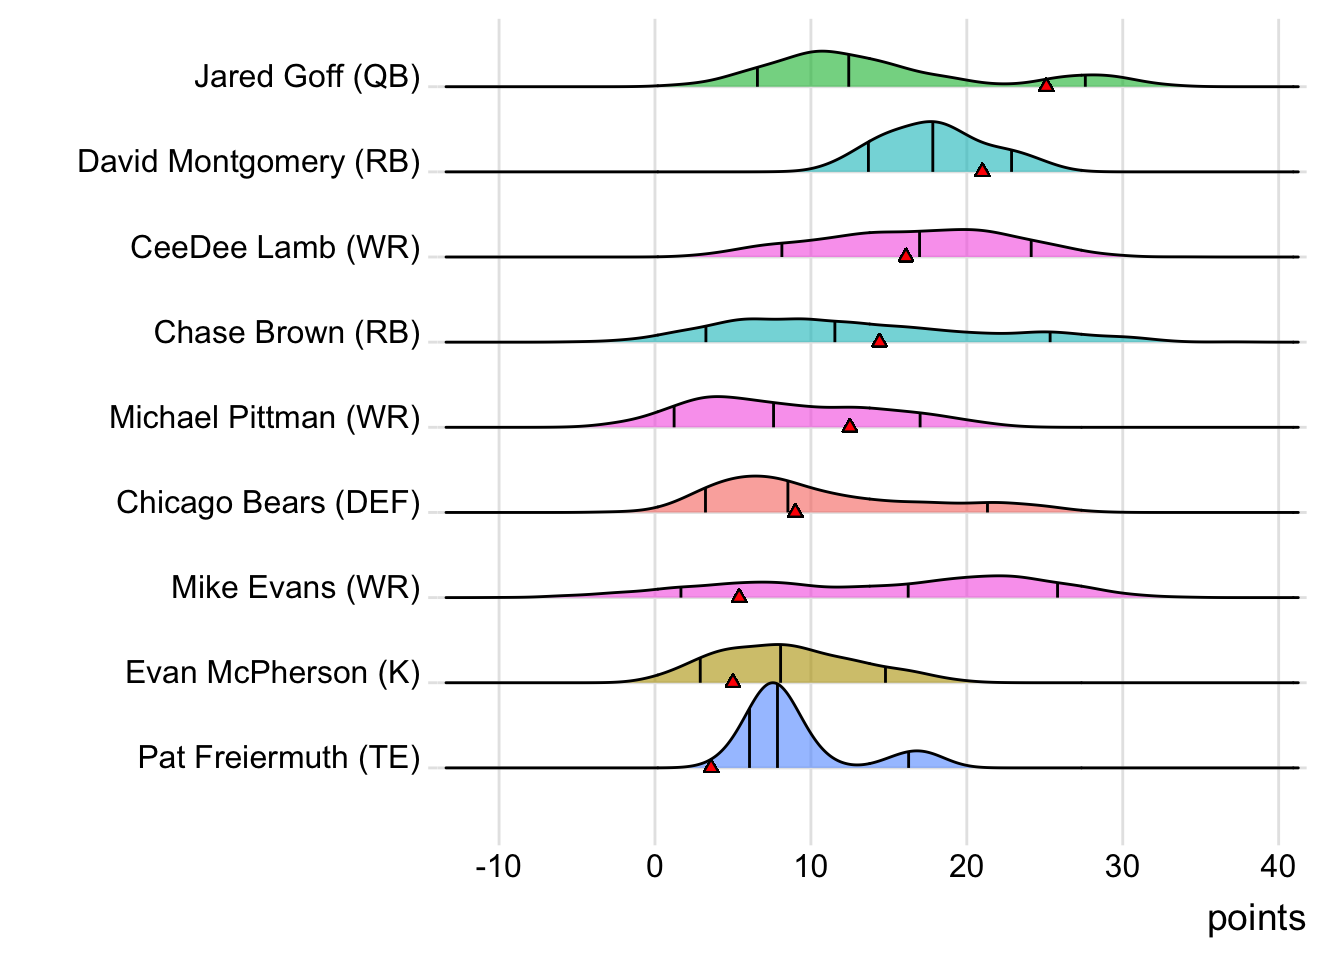 Jared Goff (QB)
David Montgomery (RB)
CeeDee Lamb (WR)
Chase Brown (RB)
Michael Pittman (WR)
Chicago Bears (DEF)
Mike Evans (WR)
Evan McPherson (K)
Pat Freiermuth (TE)
-10 0 10 20 30 40
points